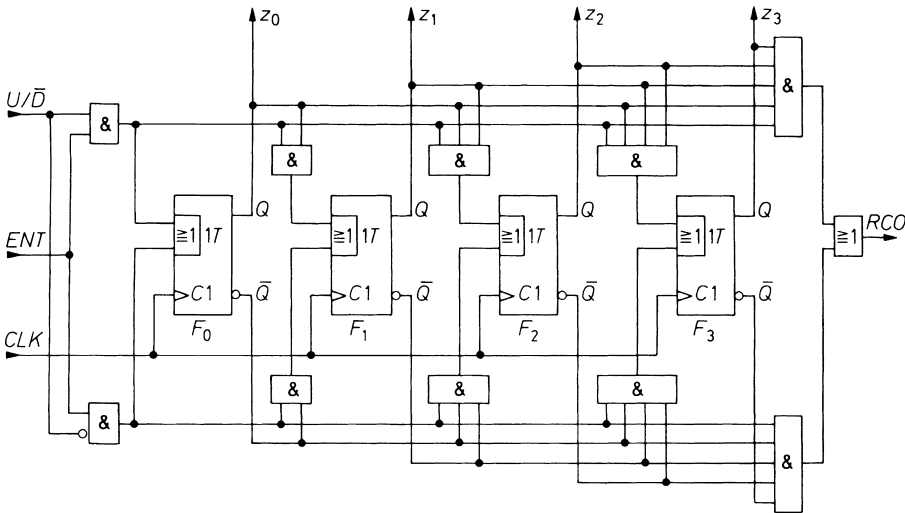 z₀ z₁ z₂ z₃
U/D̄
&
&
& & &
Q Q Q Q
≧1 1T ≧1 1T ≧1 1T ≧1 1T
ENT
≧1 RCO
Q̄ Q̄ Q̄ Q̄
C1 C1 C1 C1
F₀ F₁ F₂ F₃
CLK
& & &
&
&